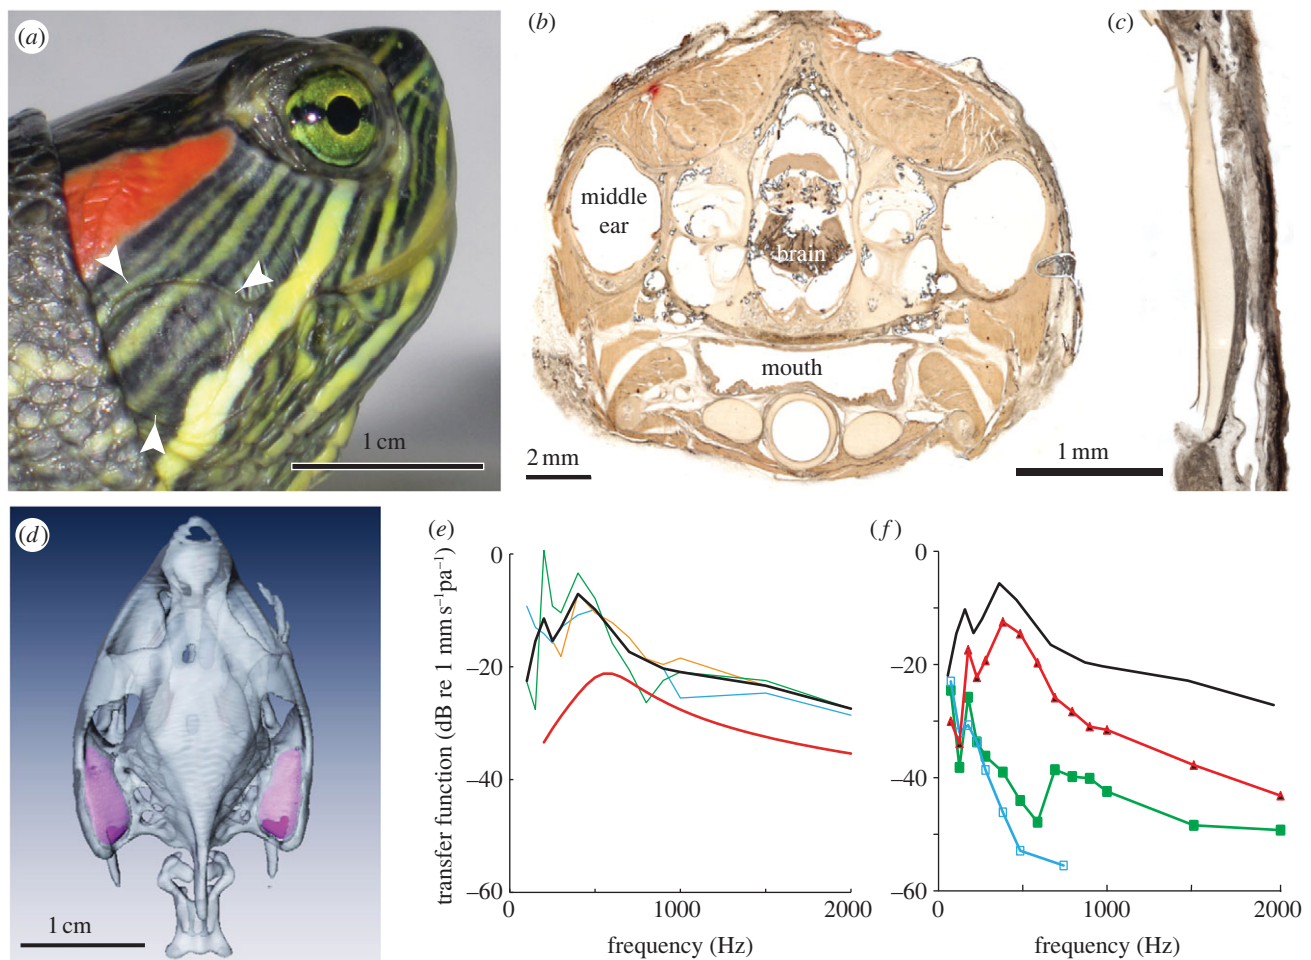 (a)
1 cm
(b)
middle
ear
brain
mouth
2 mm
(c)
1 mm
(d)
1 cm
(e)
transfer function (dB re 1 mm s⁻¹pa⁻¹)
0
−20
−40
−60
0 1000 2000
frequency (Hz)
(f)
0
−20
−40
−60
0 1000 2000
frequency (Hz)